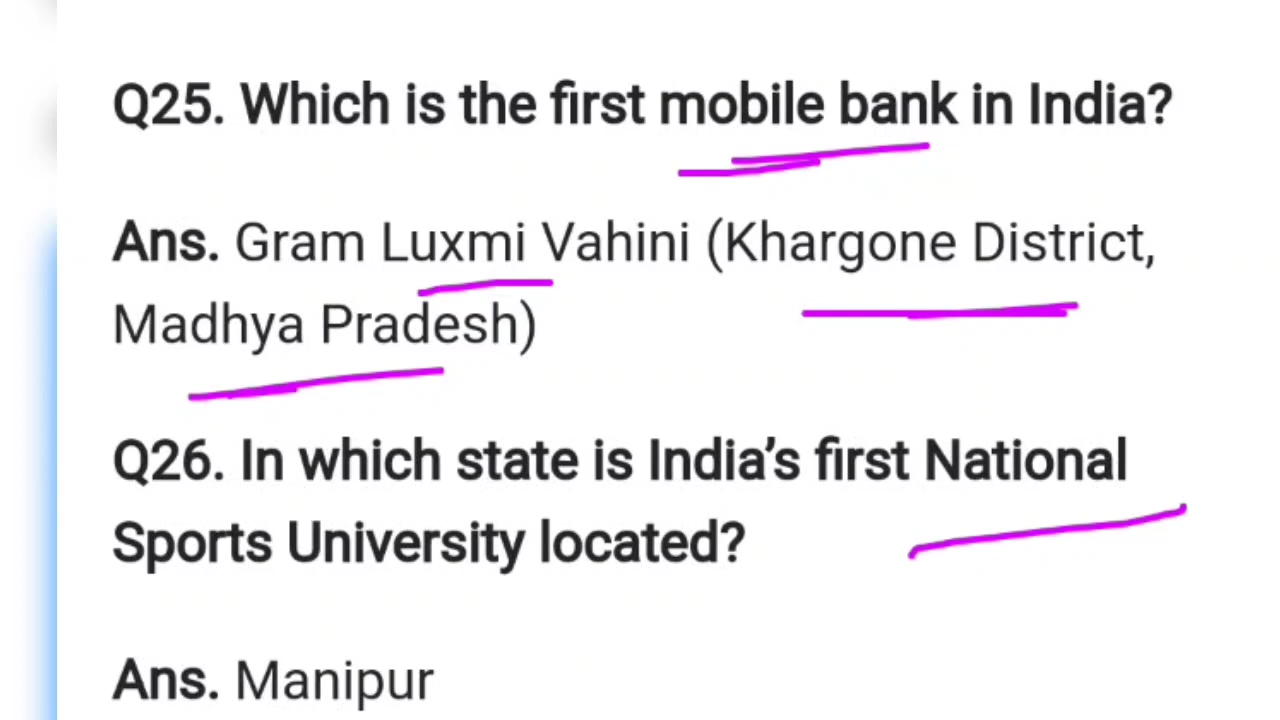 Q25. Which is the first mobile bank in India?
Ans. Gram Luxmi Vahini (Khargone District,
Madhya Pradesh)
Q26. In which state is India’s first National
Sports University located?
Ans. Manipur